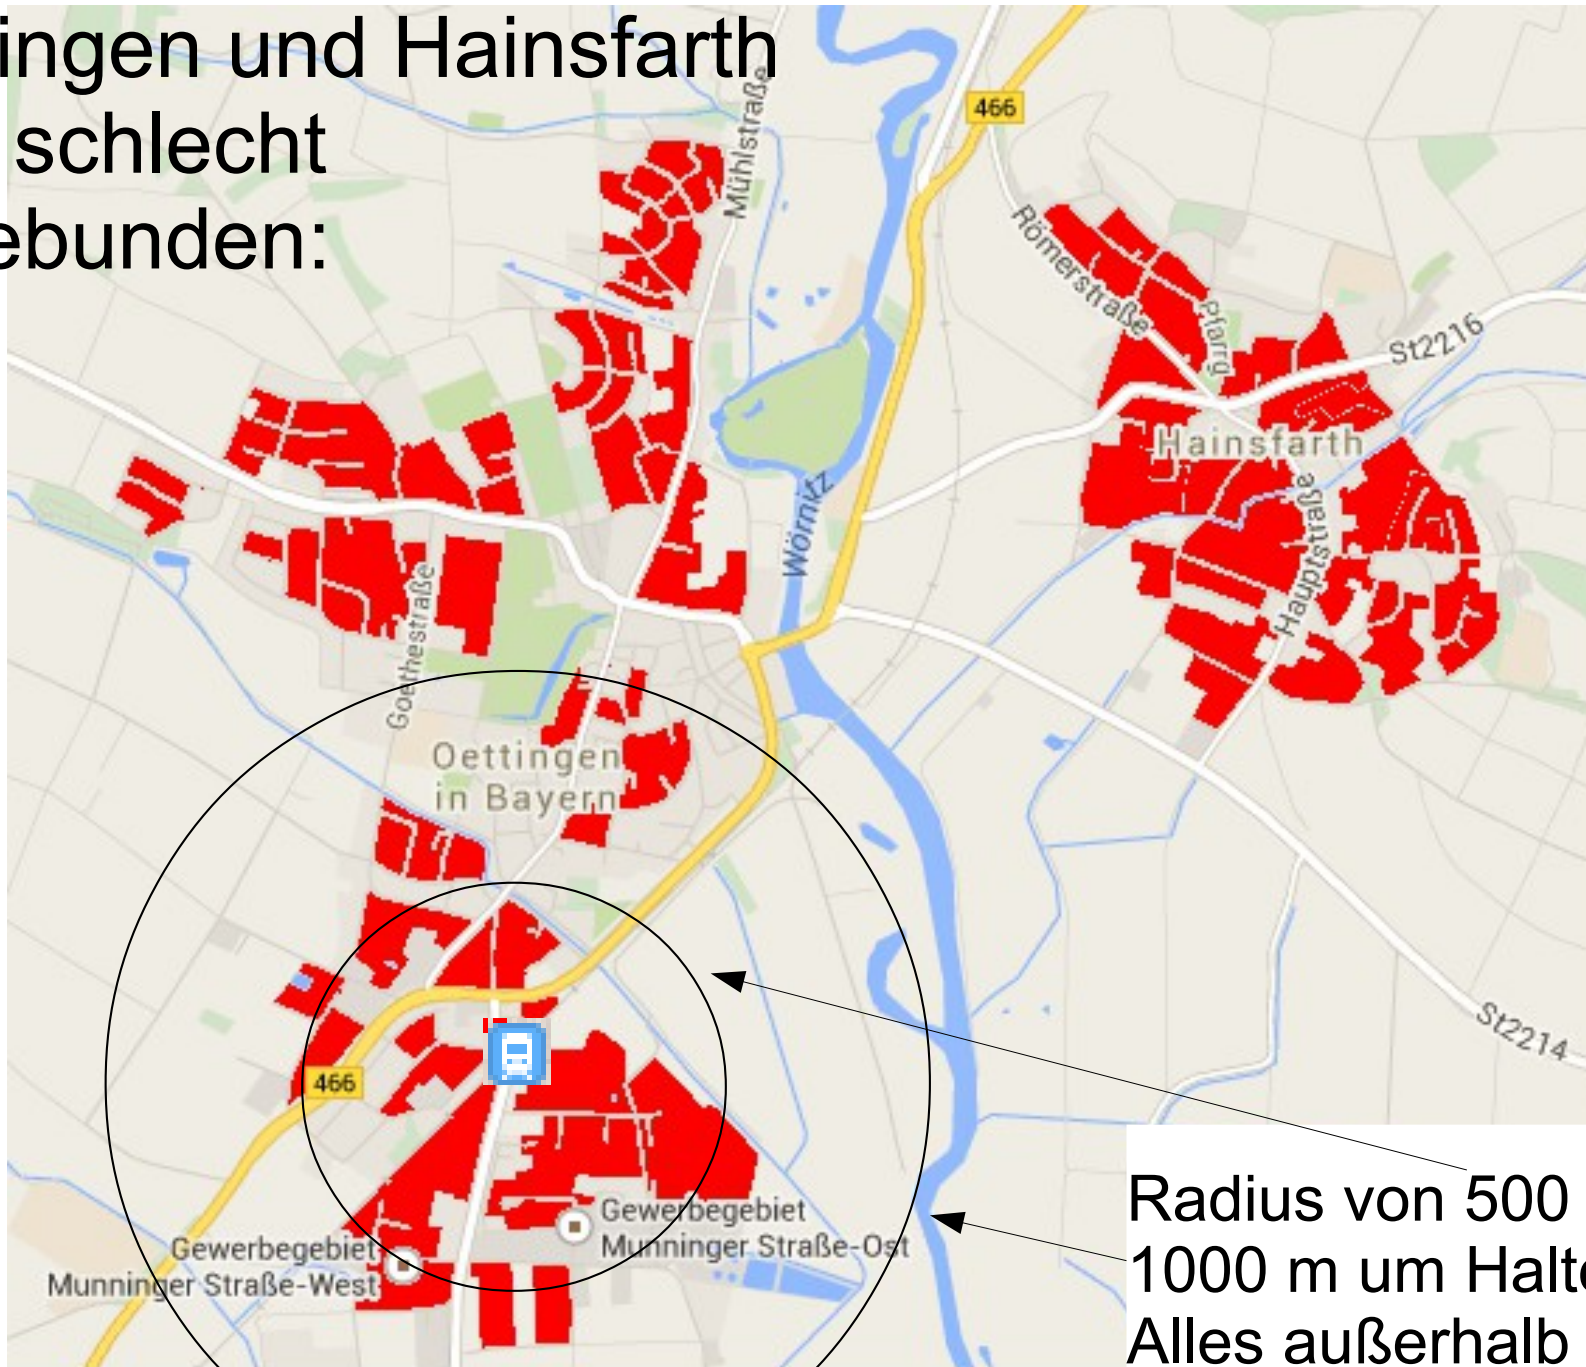 ingen und Hainsfarth
schlecht
ebunden:
466
Mühlstraße
Römerstraße
Pfarrg
St2216
Hainsfarth
Wörnitz
Hauptstraße
Goethestraße
Oettingen
in Bayern
St2214
466
Gewerbegebiet
Munninger Straße-Ost
Gewerbegebiet
Munninger Straße-West
Radius von 500
1000 m um Halte
Alles außerhalb